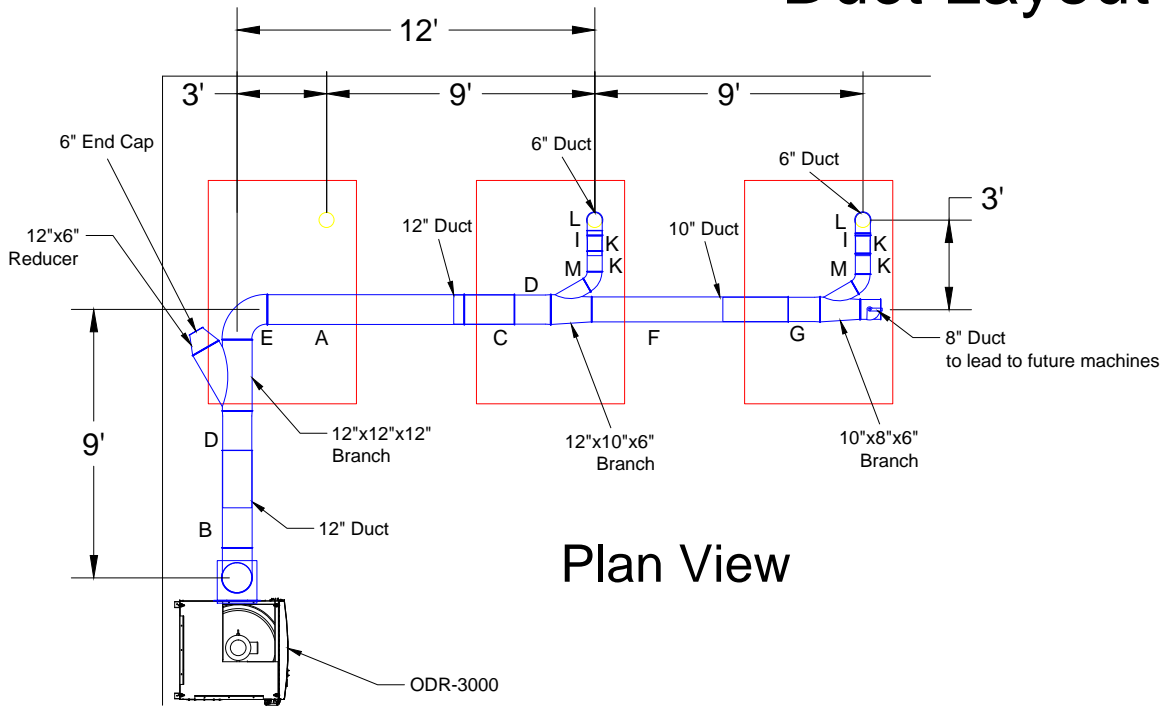 Duct Layout
12'
3'
9'
9'
6" End Cap
6" Duct
6" Duct
3'
12"x6"
Reducer
12" Duct
10" Duct
L
I
K
K
M
L
I
K
K
M
D
E
A
C
F
G
8" Duct
to lead to future machines
9'
D
12"x12"x12"
Branch
12"x10"x6"
Branch
10"x8"x6"
Branch
B
12" Duct
Plan View
ODR-3000